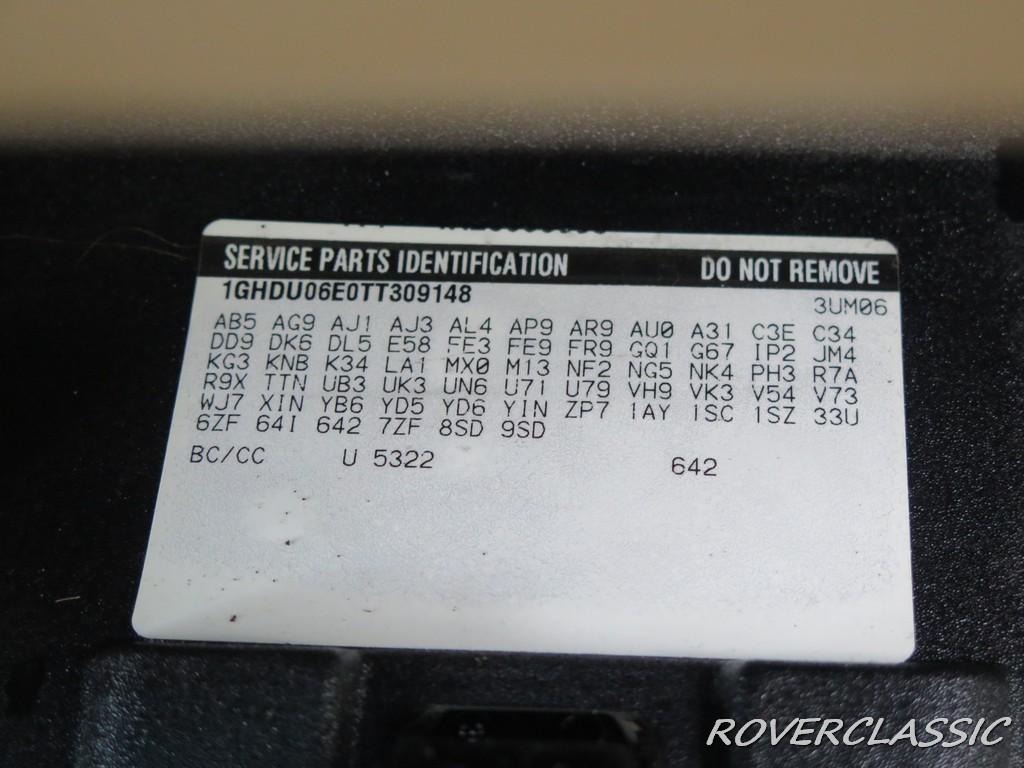 SERVICE PARTS IDENTIFICATION DO NOT REMOVE
1GHDU06E0TT309148 3UM06
AB5 AG9 AJ1 AJ3 AL4 AP9 AR9 AU0 A31 C3E C34
DD9 DK6 DL5 E58 FE3 FE9 FR9 GQ1 G67 IP2 JM4
KG3 KNB K34 LA1 MX0 M13 NF2 NG5 NK4 PH3 R7A
R9X TTN UB3 UK3 UN6 U71 U79 VH9 VK3 V54 V73
WJ7 XIN YB6 YD5 YD6 YIN ZP7 1AY 1SC 1SZ 33U
6ZF 64I 642 7ZF 8SD 9SD
BC/CC U 5322 642
ROVERCLASSIC